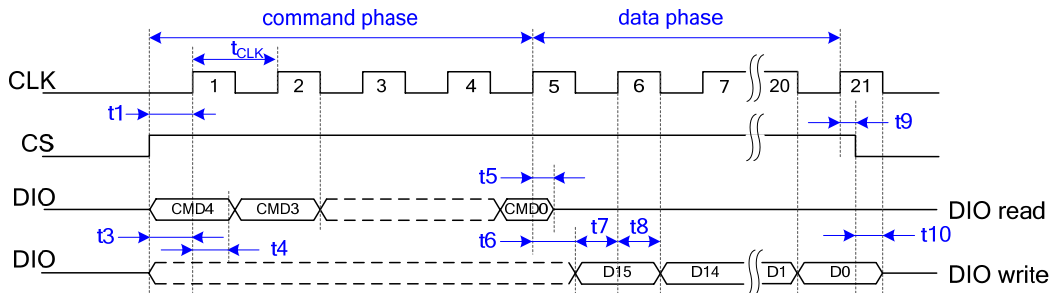 command phase data phase
tCLK
CLK 1 2 3 4 5 6 7 20 21
t1 t9
CS
t5
DIO CMD4 CMD3 CMD0 DIO read
t3 t4 t6 t7 t8 t10
DIO D15 D14 D1 D0 DIO write